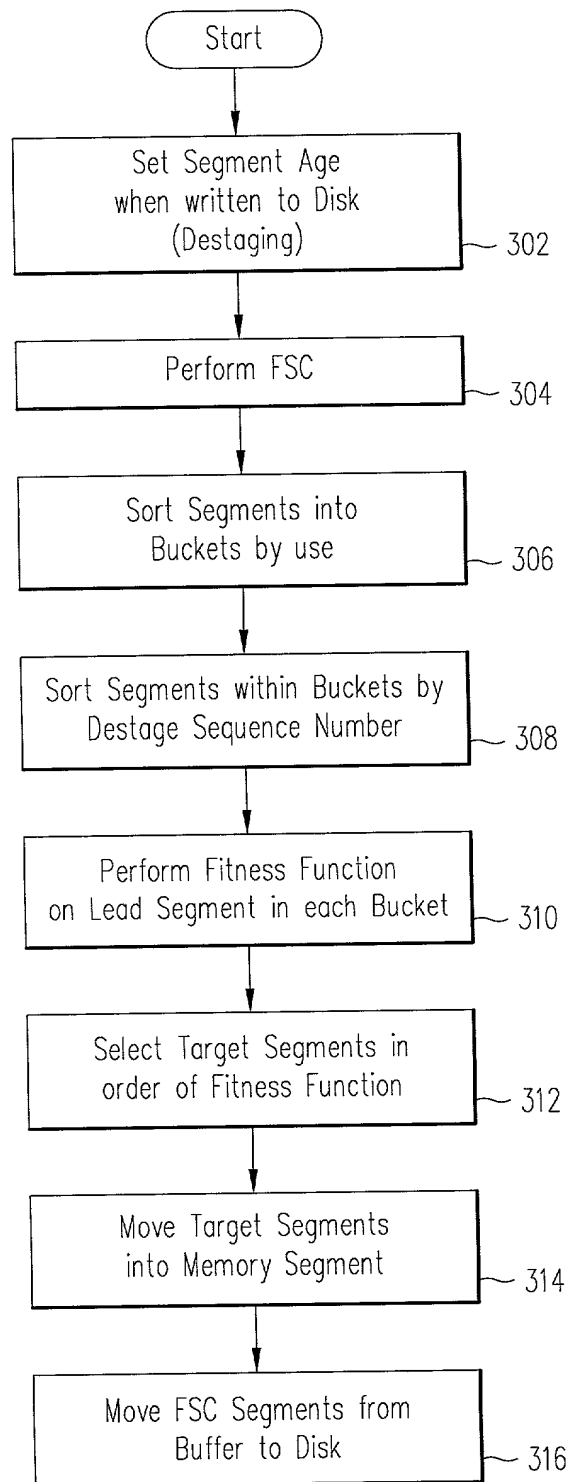 Start
Set Segment Age
when written to Disk
(Destaging)
302
Perform FSC
304
Sort Segments into
Buckets by use
306
Sort Segments within Buckets by
Destage Sequence Number
308
Perform Fitness Function
on Lead Segment in each Bucket
310
Select Target Segments in
order of Fitness Function
312
Move Target Segments
into Memory Segment
314
Move FSC Segments from
Buffer to Disk
316